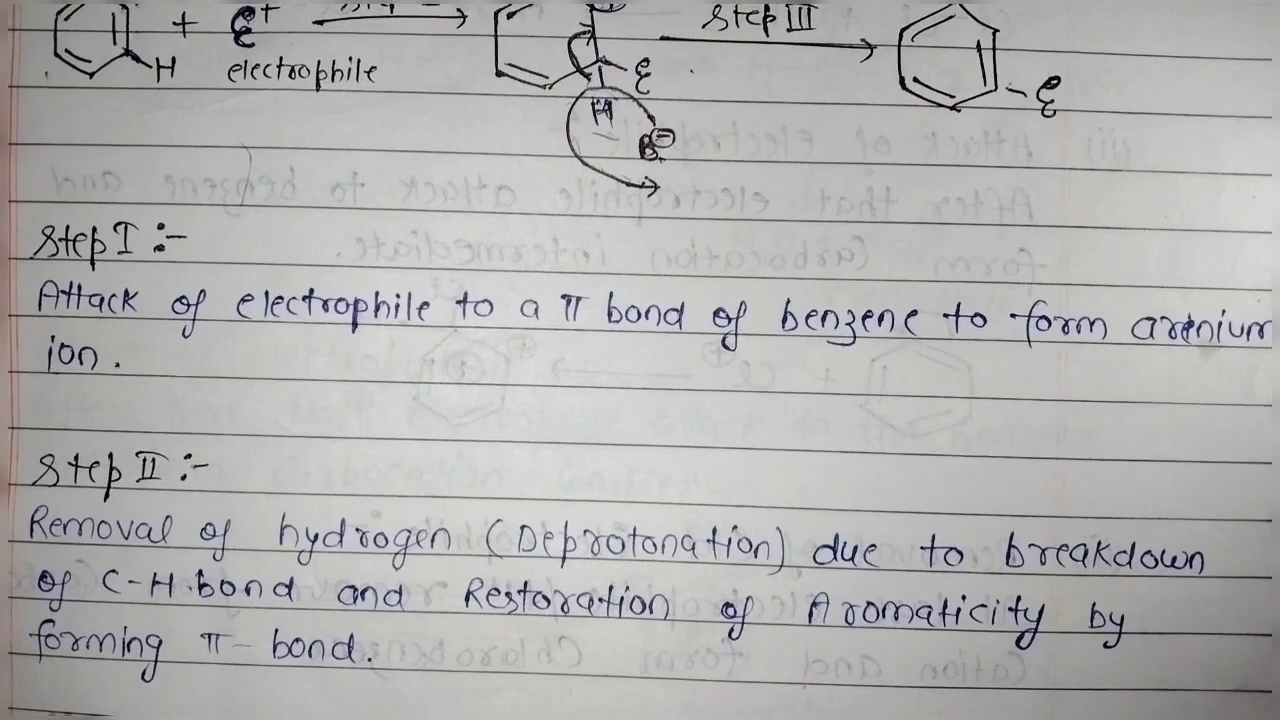 + E+ Step III
H electrophile E -E
H
B⊖
Step I :-
Attack of electrophile to a π bond of benzene to form arenium
ion.
Step II :-
Removal of hydrogen (Deprotonation) due to breakdown
of C-H bond and Restoration of Aromaticity by
forming π- bond.